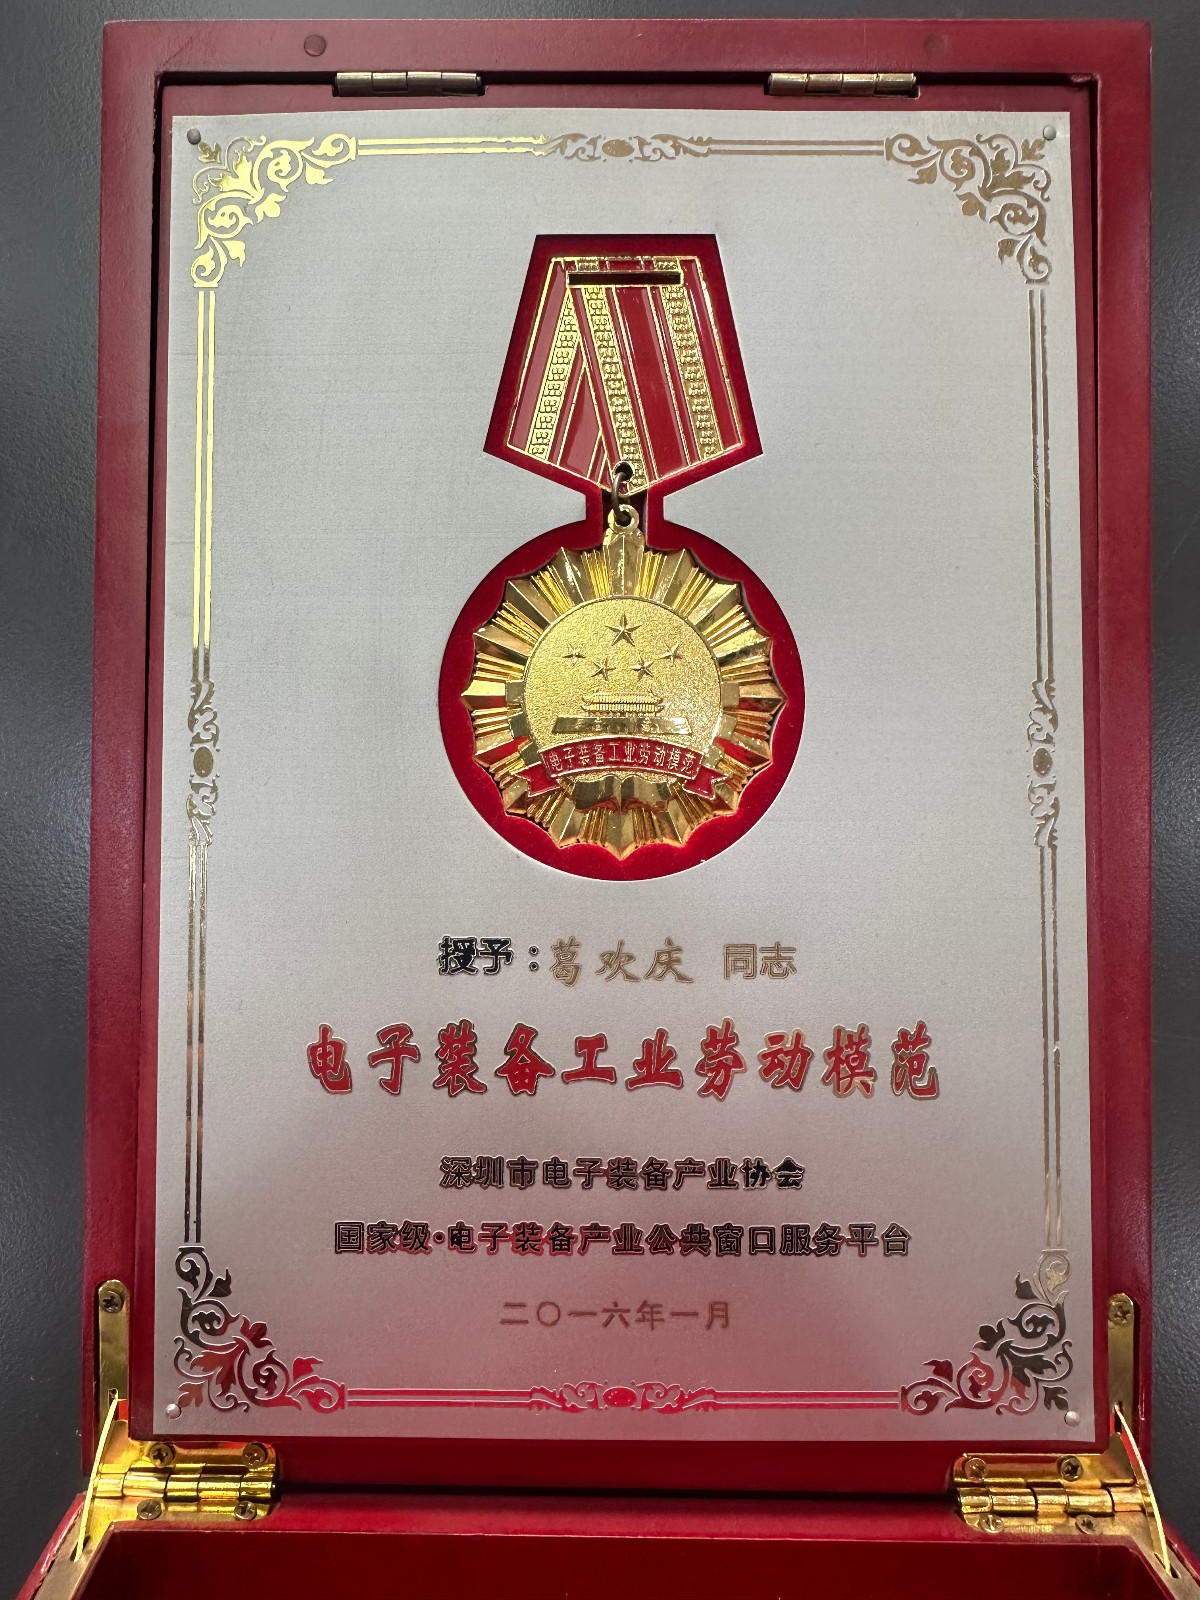 电子装备工业劳动模范
授予：葛欢庆 同志
电子装备工业劳动模范
深圳市电子装备产业协会
国家级·电子装备产业公共窗口服务平台
二〇一六年一月